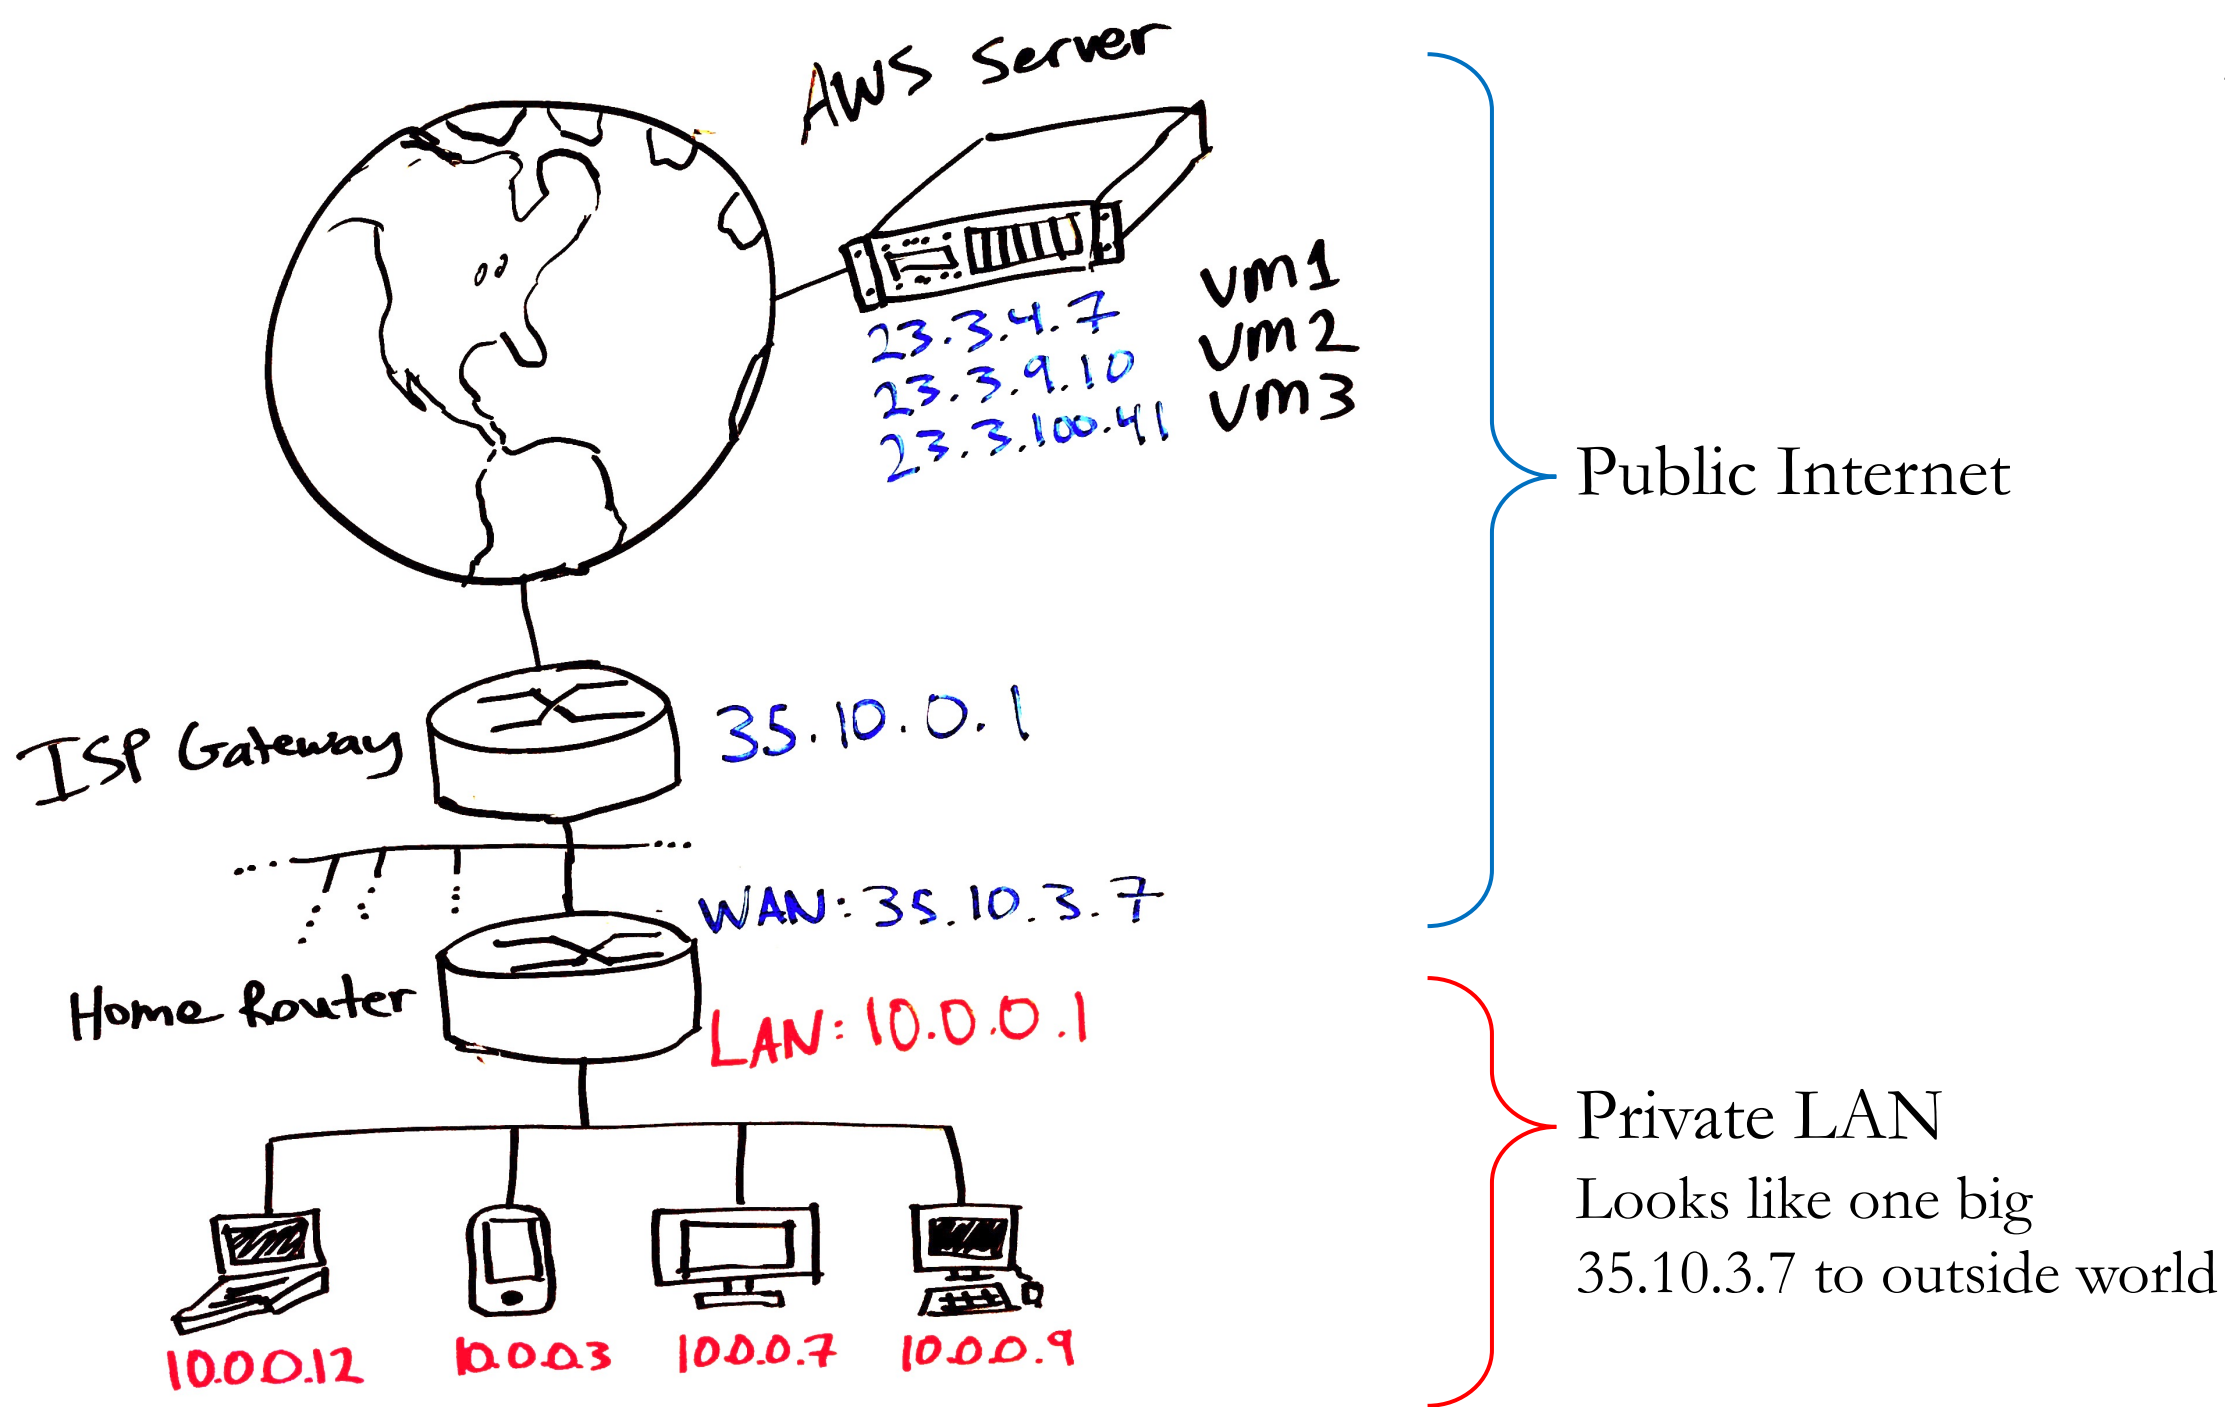 AWS Server
23.3.4.7 vm1
23.3.9.10 vm2
23.3.100.41 vm3
Public Internet
ISP Gateway
35.10.0.1
WAN: 35.10.3.7
Home Router
LAN: 10.0.0.1
Private LAN
Looks like one big
35.10.3.7 to outside world
10.0.0.12
10.0.0.3
10.0.0.7
10.0.0.9